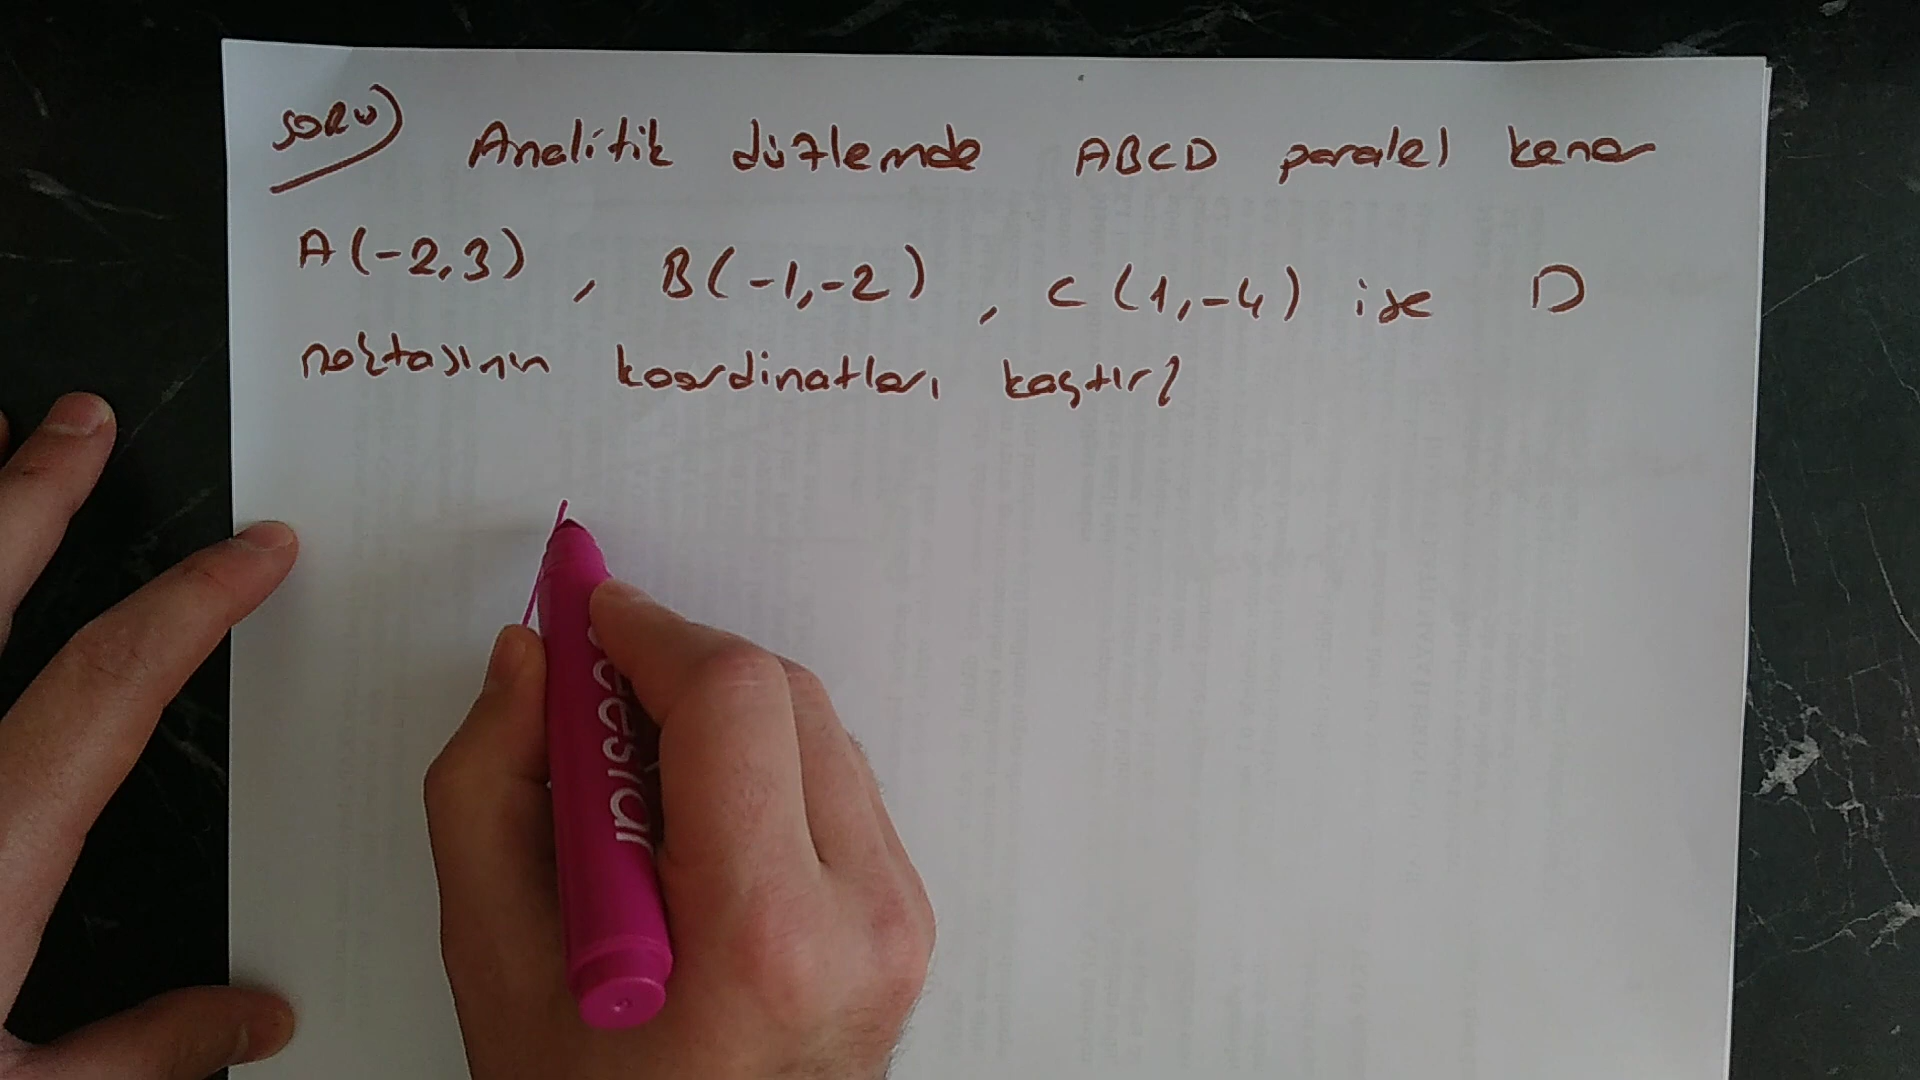 SORU) Analitik düzlemde ABCD paralel kenar
A(-2,3) , B(-1,-2) , C(1,-4) ise D
noktasının koordinatları kaçtır?